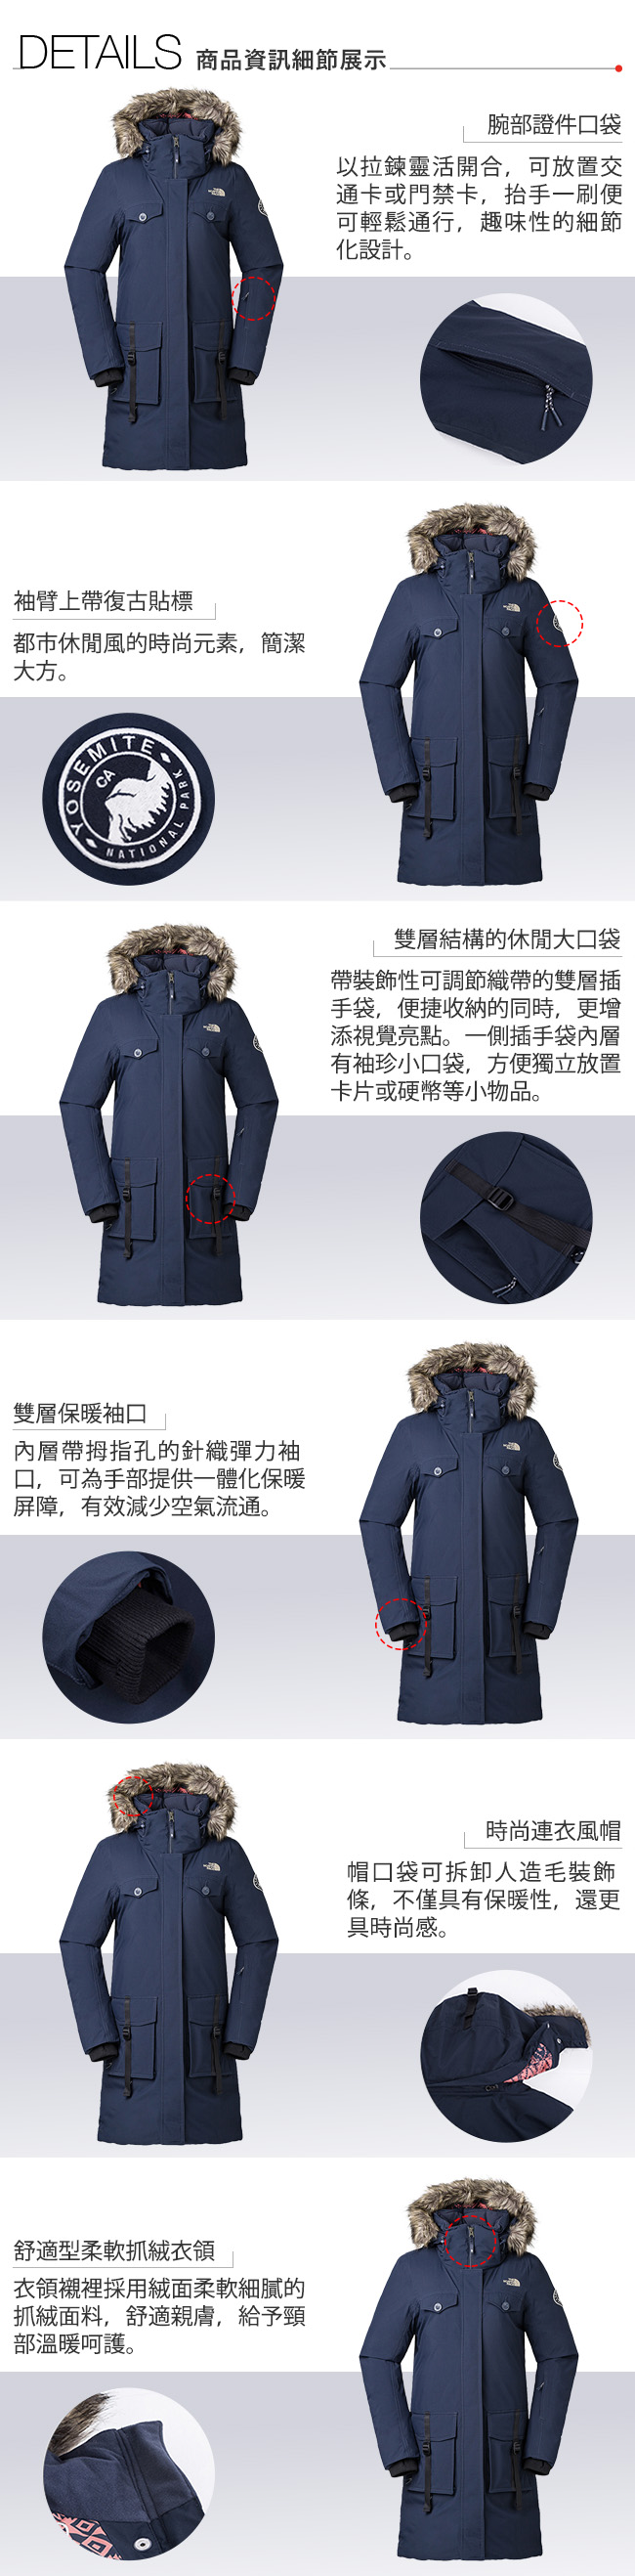 DETAILS 商品資訊細節展示
腕部證件口袋
以拉鍊靈活開合，可放置交
通卡或門禁卡，抬手一刷便
可輕鬆通行，趣味性的細節
化設計。
袖臂上帶復古貼標
都市休閒風的時尚元素，簡潔
大方。
YOSEMITE
CA
NATIONAL PARK
雙層結構的休閒大口袋
帶裝飾性可調節織帶的雙層插
手袋，便捷收納的同時，更增
添視覺亮點。一側插手袋內層
有袖珍小口袋，方便獨立放置
卡片或硬幣等小物品。
雙層保暖袖口
內層帶拇指孔的針織彈力袖
口，可為手部提供一體化保暖
屏障，有效減少空氣流通。
時尚連衣風帽
帽口袋可拆卸人造毛裝飾
條，不僅具有保暖性，還更
具時尚感。
舒適型柔軟抓絨衣領
衣領襯裡採用絨面柔軟細膩的
抓絨面料，舒適親膚，給予頸
部溫暖呵護。